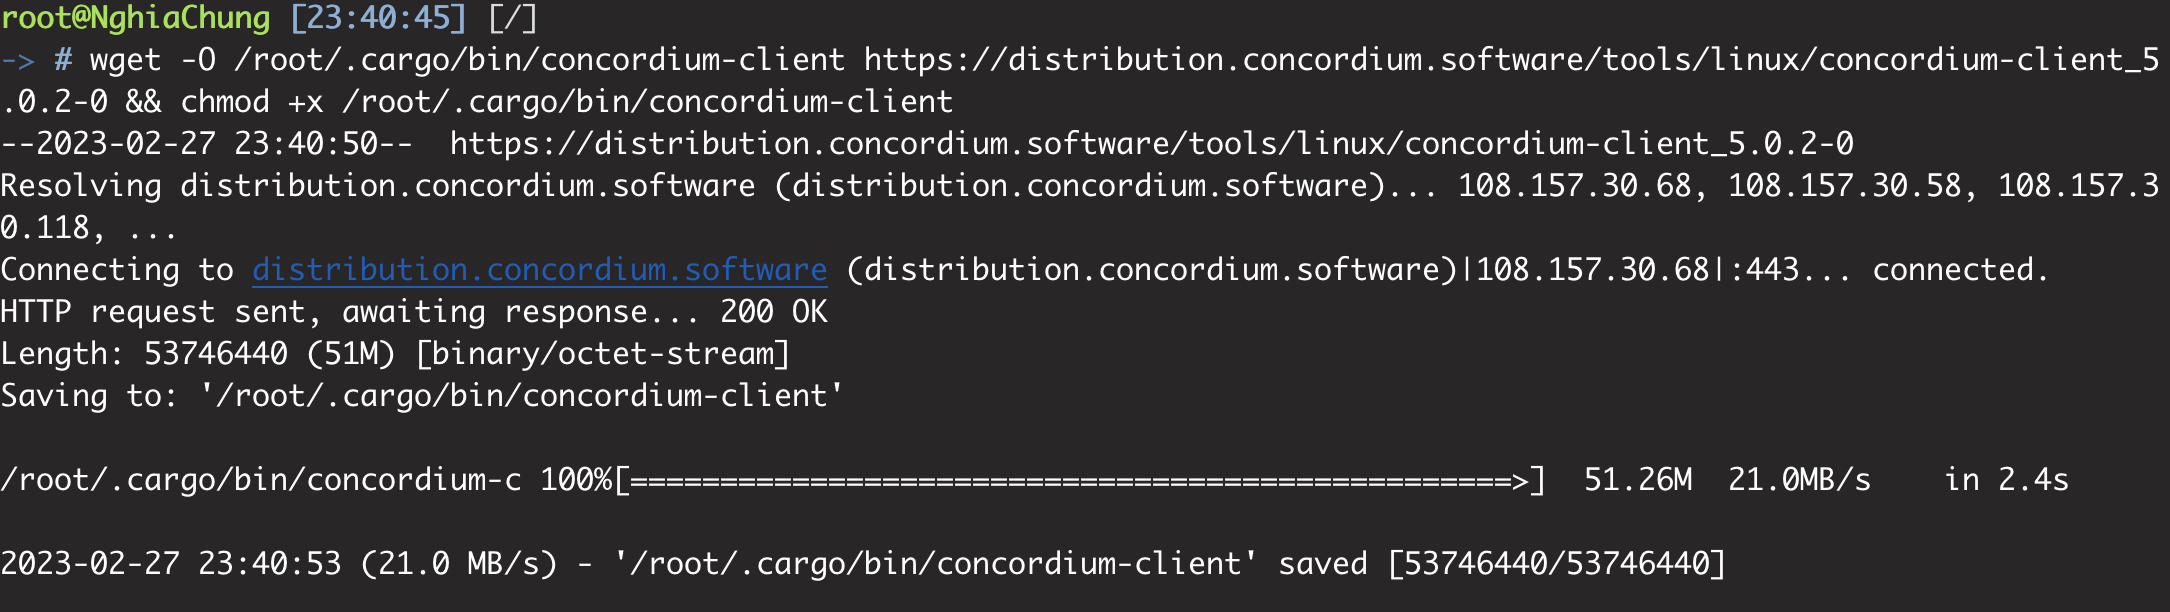 root@NghiaChung [23:40:45] [/]
-> # wget -O /root/.cargo/bin/concordium-client https://distribution.concordium.software/tools/linux/concordium-client_5
.0.2-0 && chmod +x /root/.cargo/bin/concordium-client
--2023-02-27 23:40:50--  https://distribution.concordium.software/tools/linux/concordium-client_5.0.2-0
Resolving distribution.concordium.software (distribution.concordium.software)... 108.157.30.68, 108.157.30.58, 108.157.3
0.118, ...
Connecting to distribution.concordium.software (distribution.concordium.software)|108.157.30.68|:443... connected.
HTTP request sent, awaiting response... 200 OK
Length: 53746440 (51M) [binary/octet-stream]
Saving to: '/root/.cargo/bin/concordium-client'
/root/.cargo/bin/concordium-c 100%[=================================================>]  51.26M  21.0MB/s    in 2.4s
2023-02-27 23:40:53 (21.0 MB/s) - '/root/.cargo/bin/concordium-client' saved [53746440/53746440]